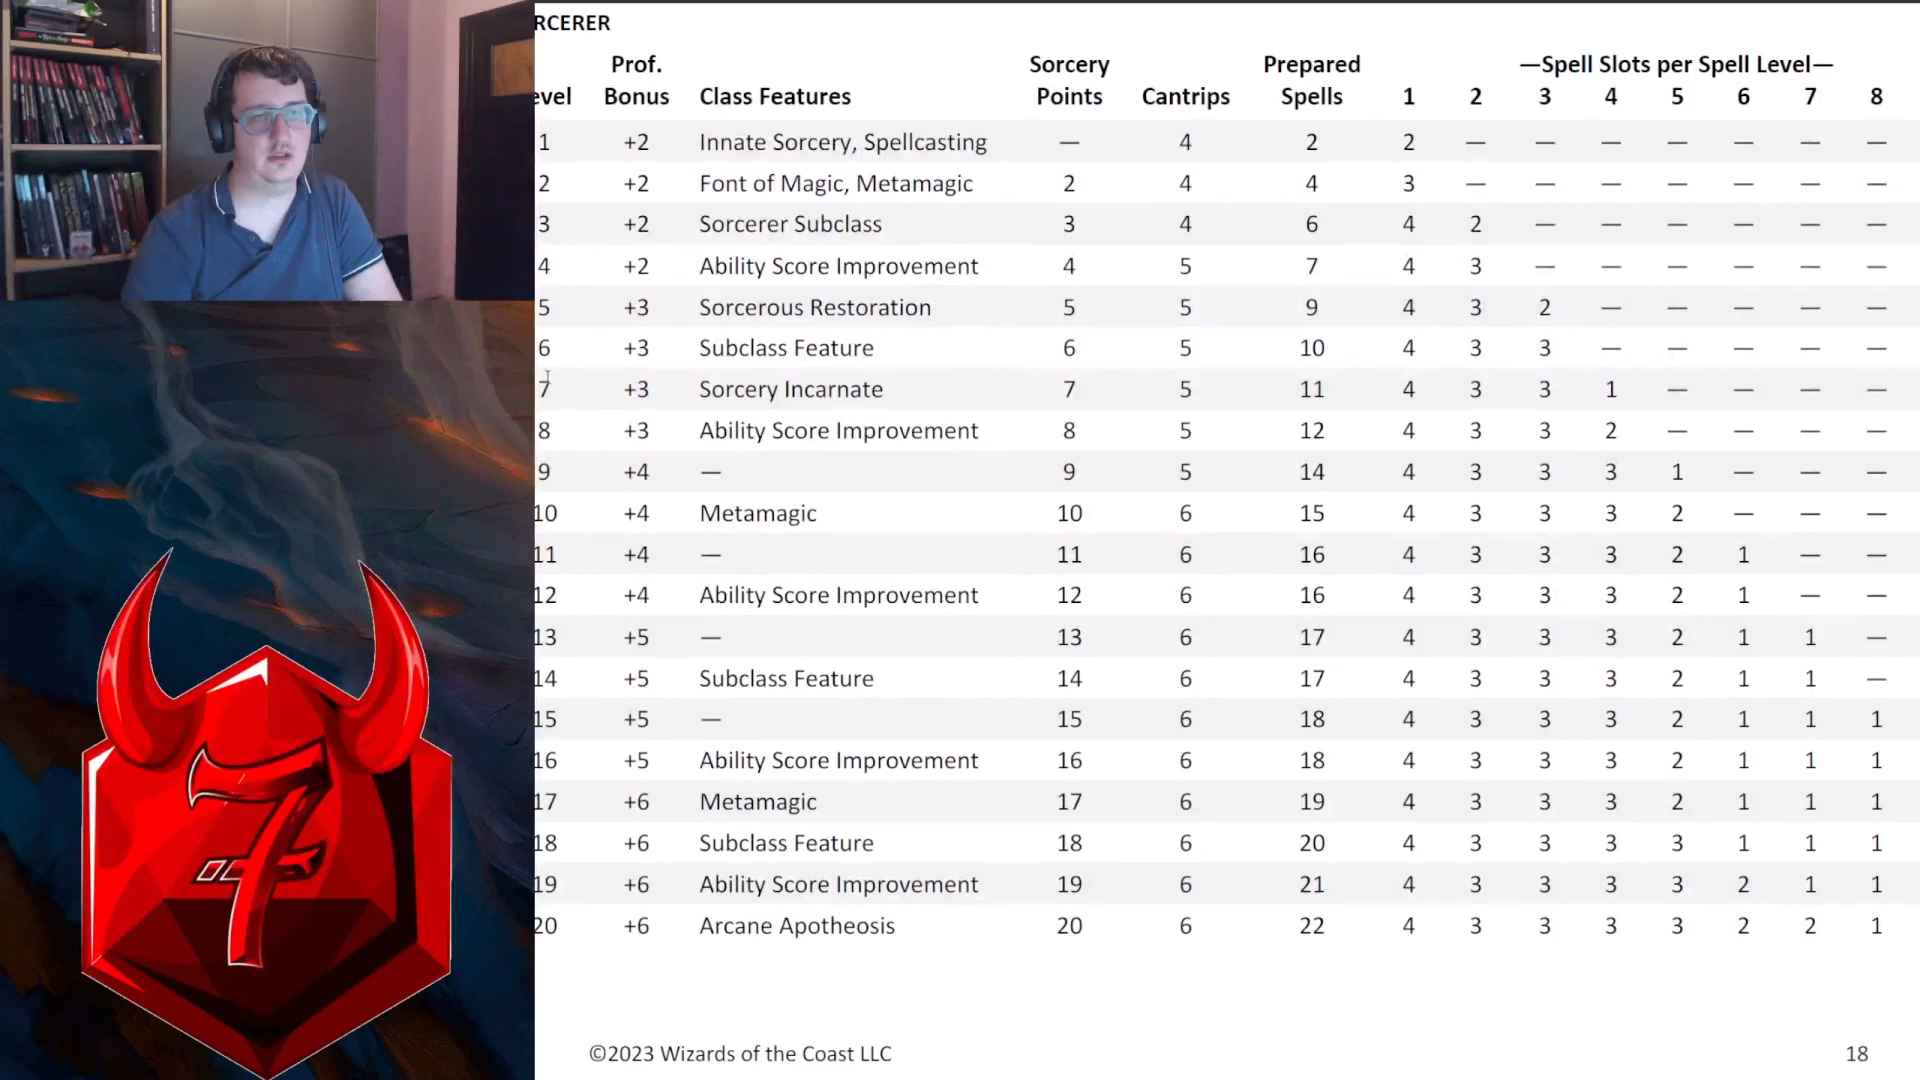 RCERER
Prof. Sorcery Prepared —Spell Slots per Spell Level—
evel Bonus Class Features Points Cantrips Spells 1 2 3 4 5 6 7 8
1 +2 Innate Sorcery, Spellcasting — 4 2 2 — — — — — — —
2 +2 Font of Magic, Metamagic 2 4 4 3 — — — — — — —
3 +2 Sorcerer Subclass 3 4 6 4 2 — — — — — —
4 +2 Ability Score Improvement 4 5 7 4 3 — — — — — —
5 +3 Sorcerous Restoration 5 5 9 4 3 2 — — — — —
6 +3 Subclass Feature 6 5 10 4 3 3 — — — — —
7 +3 Sorcery Incarnate 7 5 11 4 3 3 1 — — — —
8 +3 Ability Score Improvement 8 5 12 4 3 3 2 — — — —
9 +4 — 9 5 14 4 3 3 3 1 — — —
10 +4 Metamagic 10 6 15 4 3 3 3 2 — — —
11 +4 — 11 6 16 4 3 3 3 2 1 — —
12 +4 Ability Score Improvement 12 6 16 4 3 3 3 2 1 — —
13 +5 — 13 6 17 4 3 3 3 2 1 1 —
14 +5 Subclass Feature 14 6 17 4 3 3 3 2 1 1 —
15 +5 — 15 6 18 4 3 3 3 2 1 1 1
16 +5 Ability Score Improvement 16 6 18 4 3 3 3 2 1 1 1
17 +6 Metamagic 17 6 19 4 3 3 3 2 1 1 1
18 +6 Subclass Feature 18 6 20 4 3 3 3 3 1 1 1
19 +6 Ability Score Improvement 19 6 21 4 3 3 3 3 2 1 1
20 +6 Arcane Apotheosis 20 6 22 4 3 3 3 3 2 2 1
©2023 Wizards of the Coast LLC 18
7